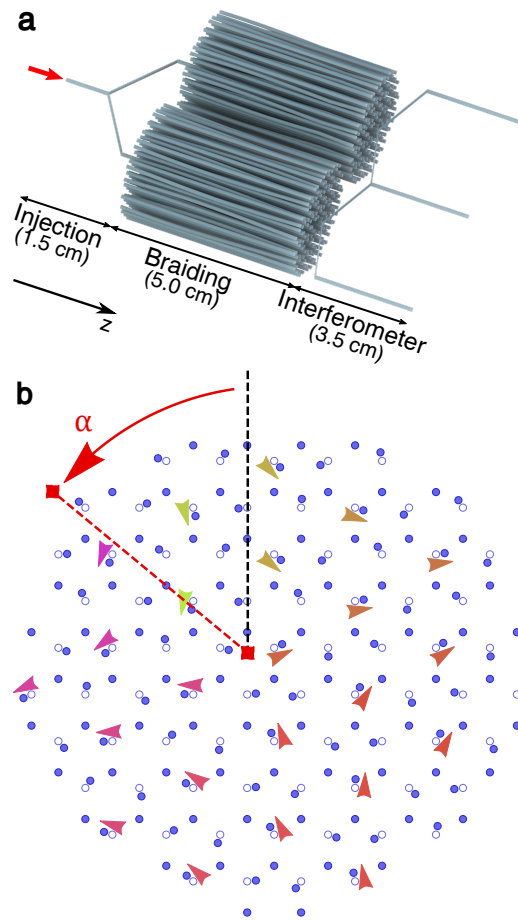 a
Injection
(1.5 cm)
Braiding
(5.0 cm)
Interferometer
(3.5 cm)
z
b
α